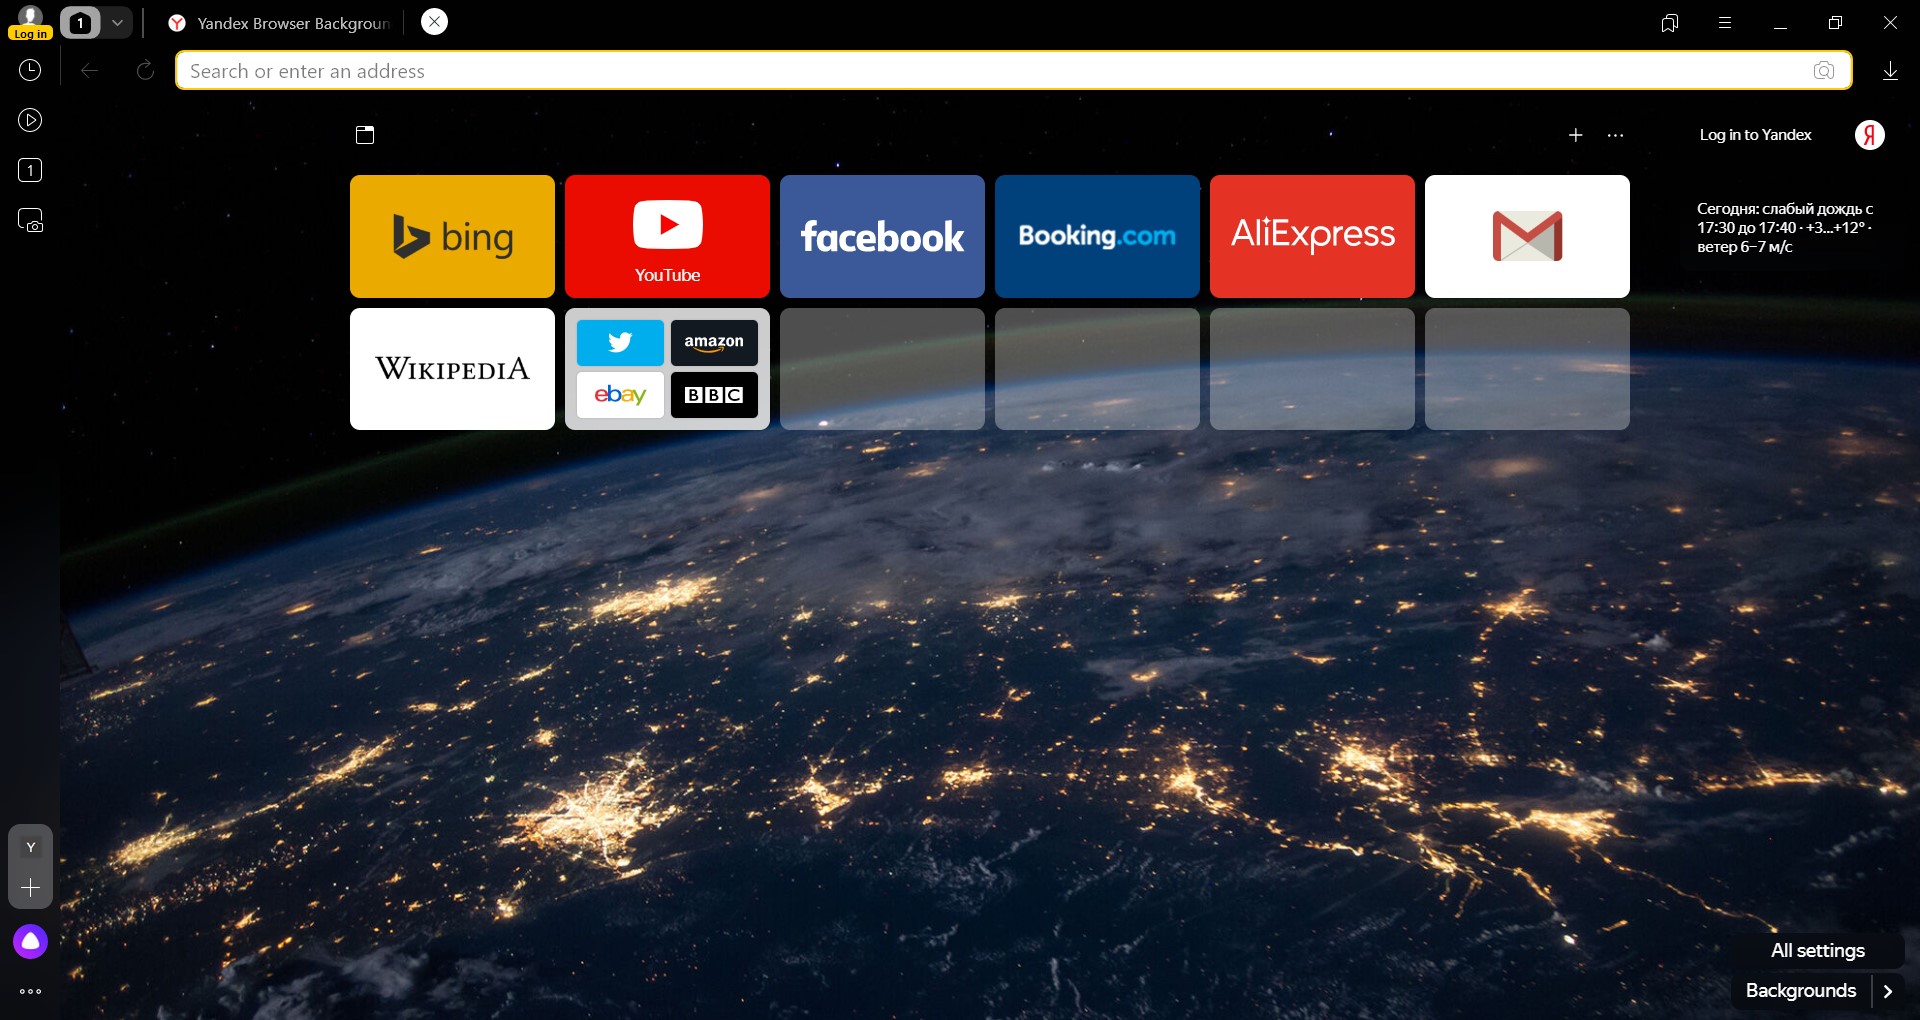 Log in
1
Yandex Browser Backgroun
Search or enter an address
1
Log in to Yandex
Я
bing
YouTube
facebook
Booking.com
AliExpress
Сегодня: слабый дождь с
17:30 до 17:40 · +3...+12° ·
ветер 6–7 м/с
WIKIPEDIA
amazon
ebay
BBC
Y
All settings
Backgrounds